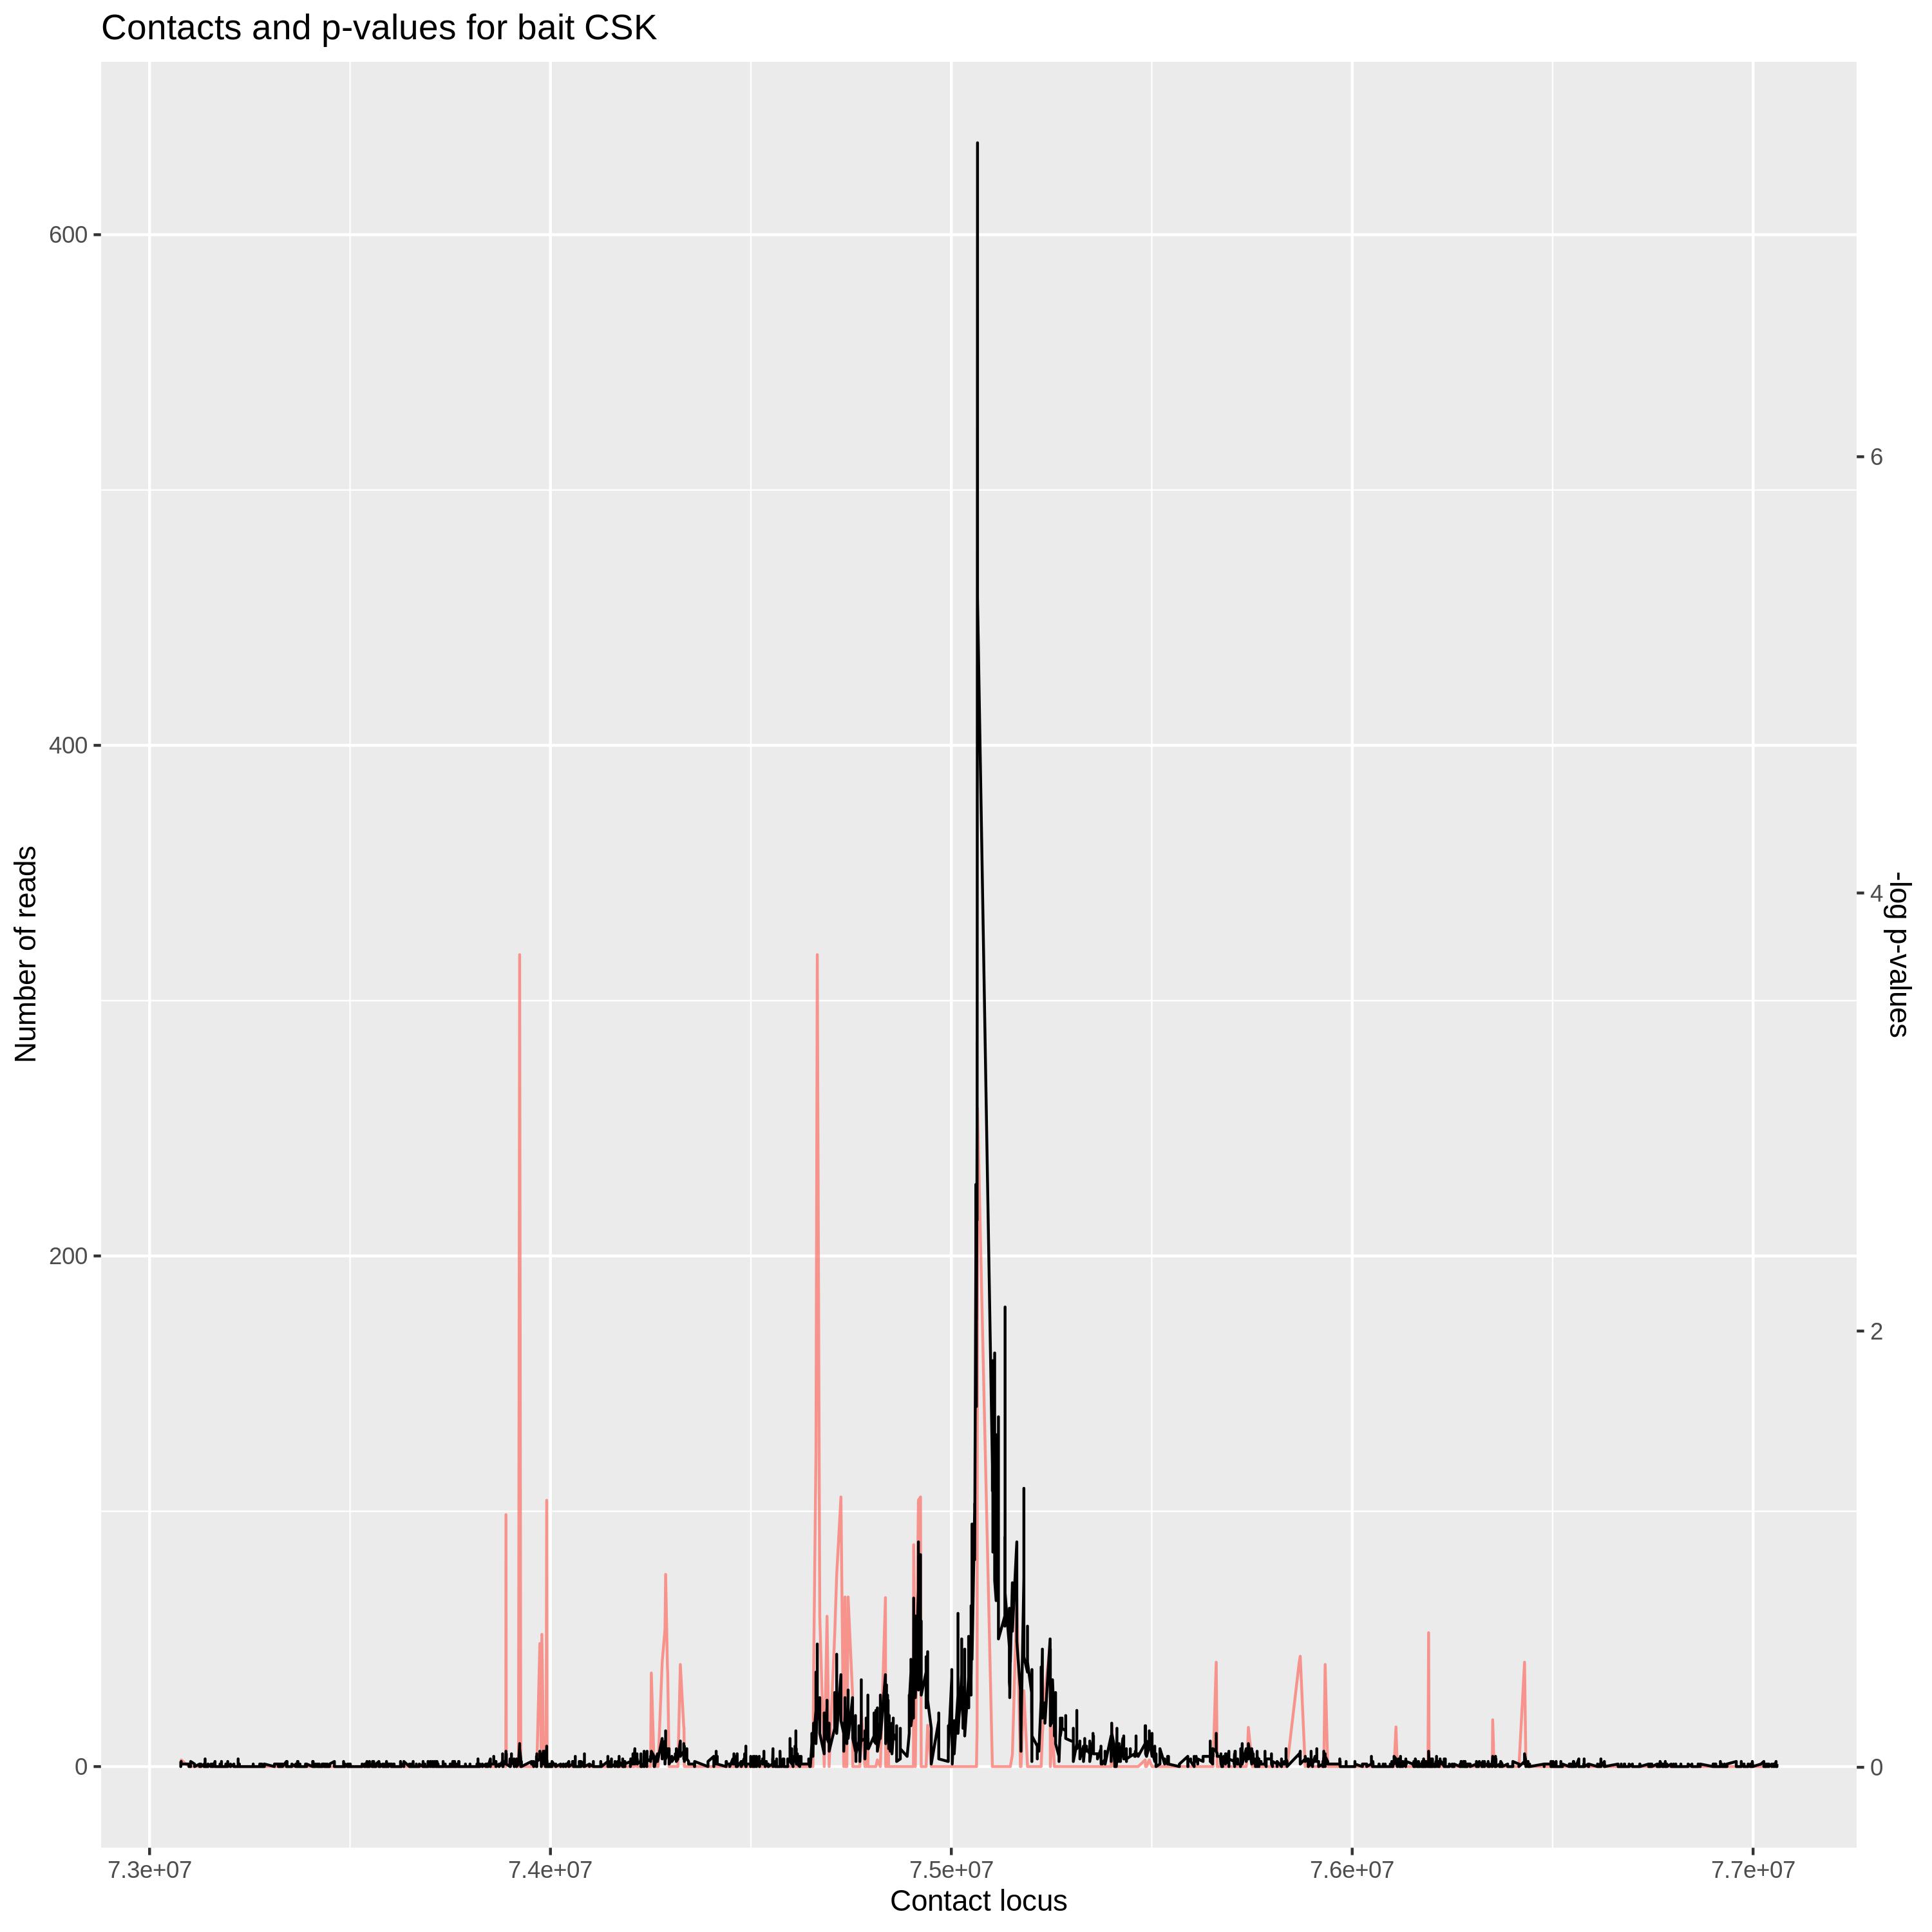 Contacts and p-values for bait CSK
600
400
200
0
Number of reads
6
4
2
0
-log p-values
7.3e+07
7.4e+07
7.5e+07
7.6e+07
7.7e+07
Contact locus